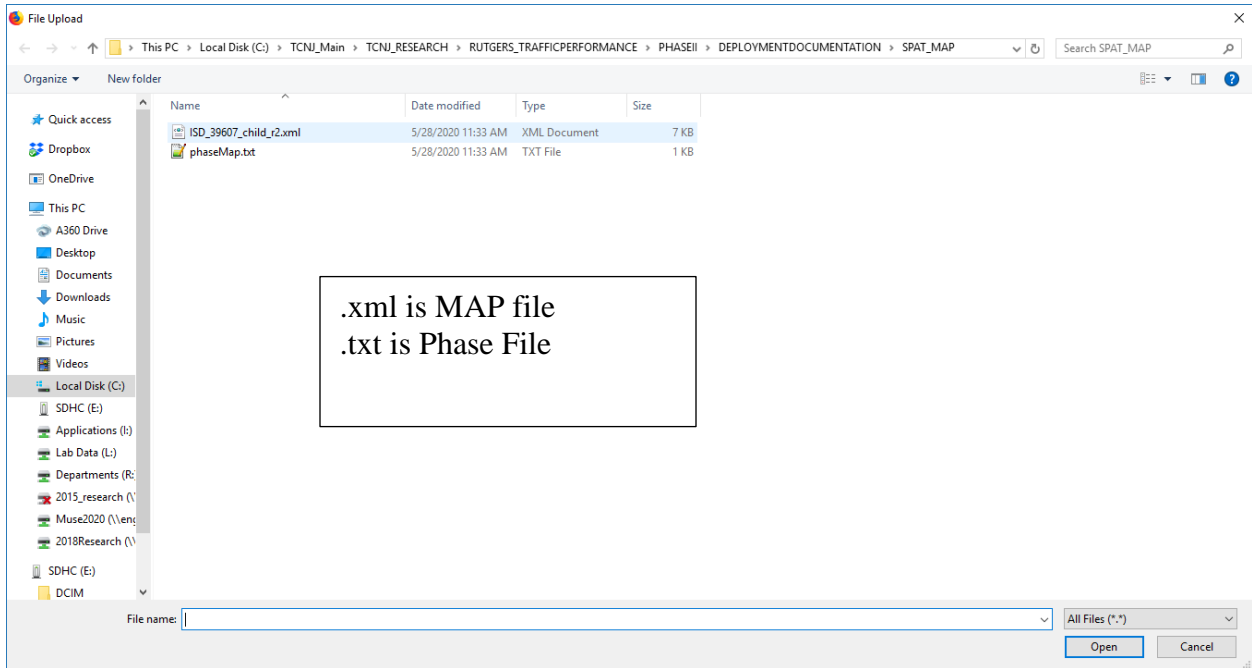 File Upload
This PC > Local Disk (C:) > TCNJ_Main > TCNJ_RESEARCH > RUTGERS_TRAFFICPERFORMANCE > PHASEII > DEPLOYMENTDOCUMENTATION > SPAT_MAP
Search SPAT_MAP
Organize New folder
Name Date modified Type Size
ISD_39607_child_r2.xml 5/28/2020 11:33 AM XML Document 7 KB
phaseMap.txt 5/28/2020 11:33 AM TXT File 1 KB
Quick access
Dropbox
OneDrive
This PC
A360 Drive
Desktop
Documents
Downloads
Music
Pictures
Videos
Local Disk (C:)
SDHC (E:)
Applications (I:)
Lab Data (L:)
Departments (R:
2015_research (\\
Muse2020 (\\eng
2018Research (\\
SDHC (E:)
DCIM
.xml is MAP file
.txt is Phase File
File name: All Files (*.*)
Open Cancel